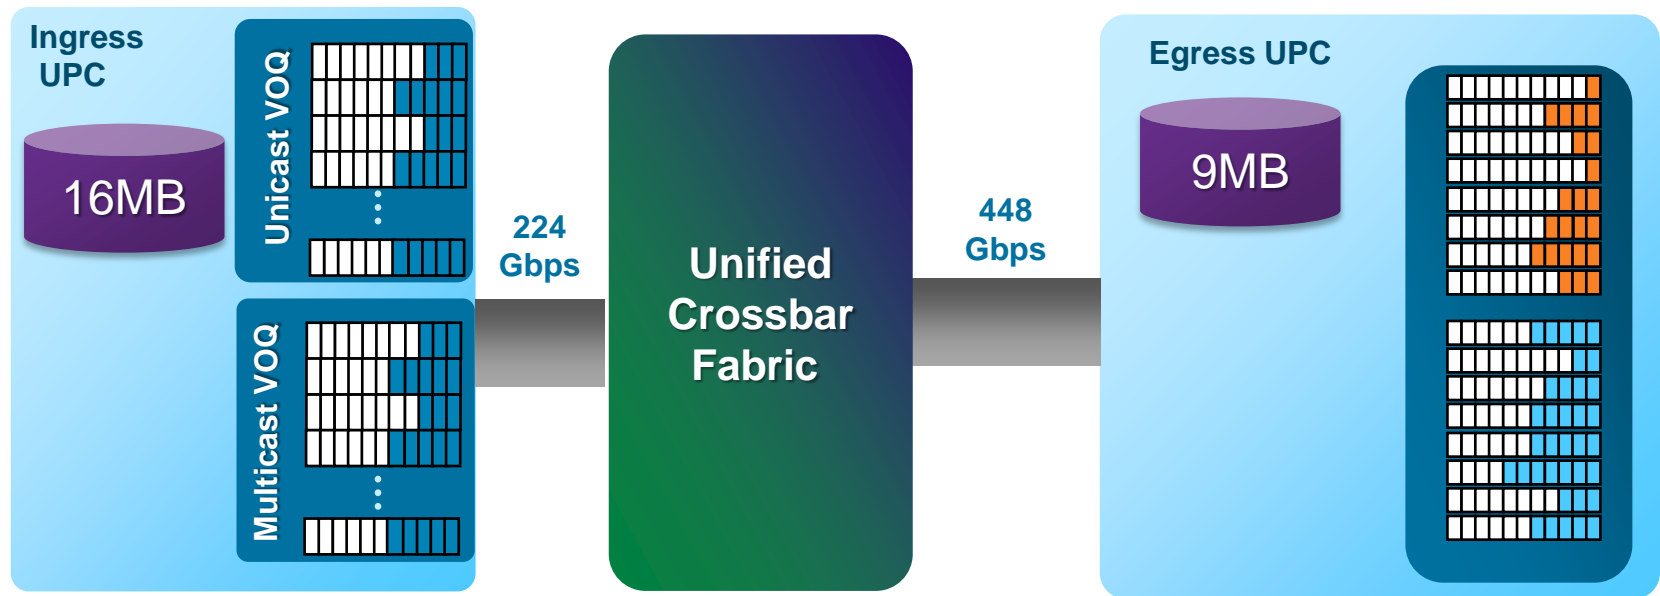 Ingress
UPC
16MB
Unicast VOQ
Multicast VOQ
224
Gbps
Unified
Crossbar
Fabric
448
Gbps
Egress UPC
9MB